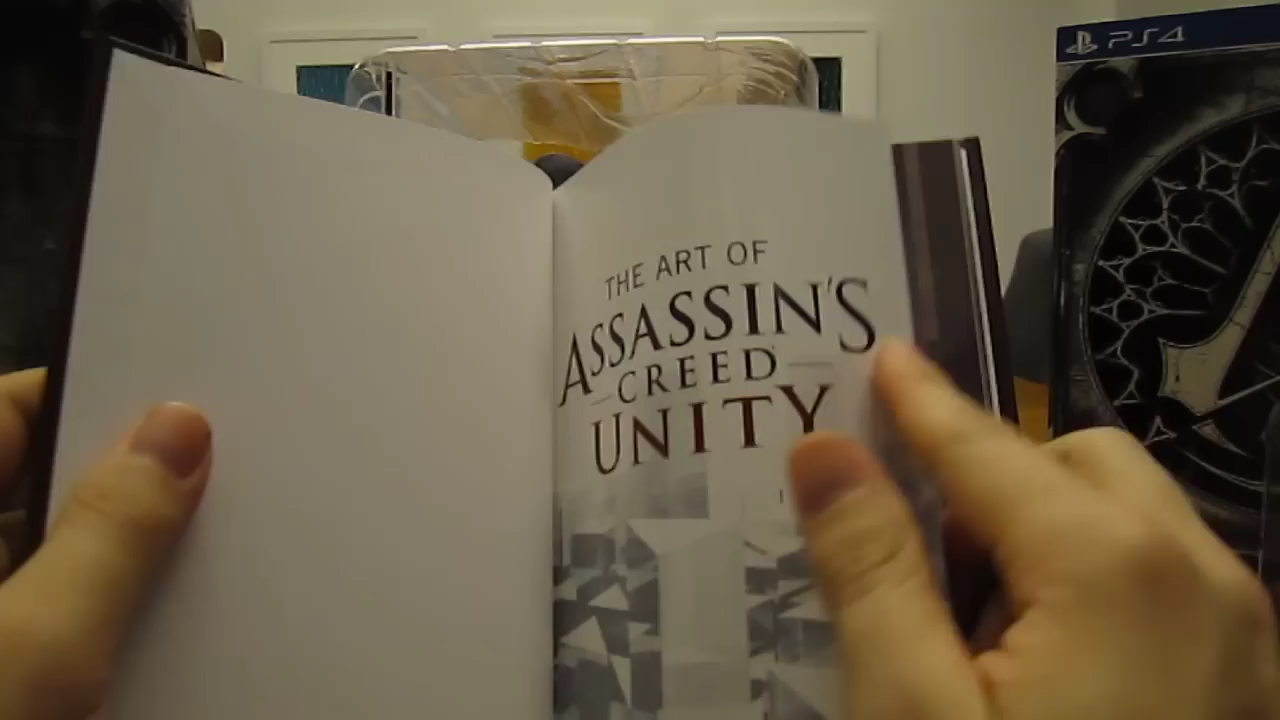 PS4
THE ART OF
ASSASSIN'S
CREED
UNITY